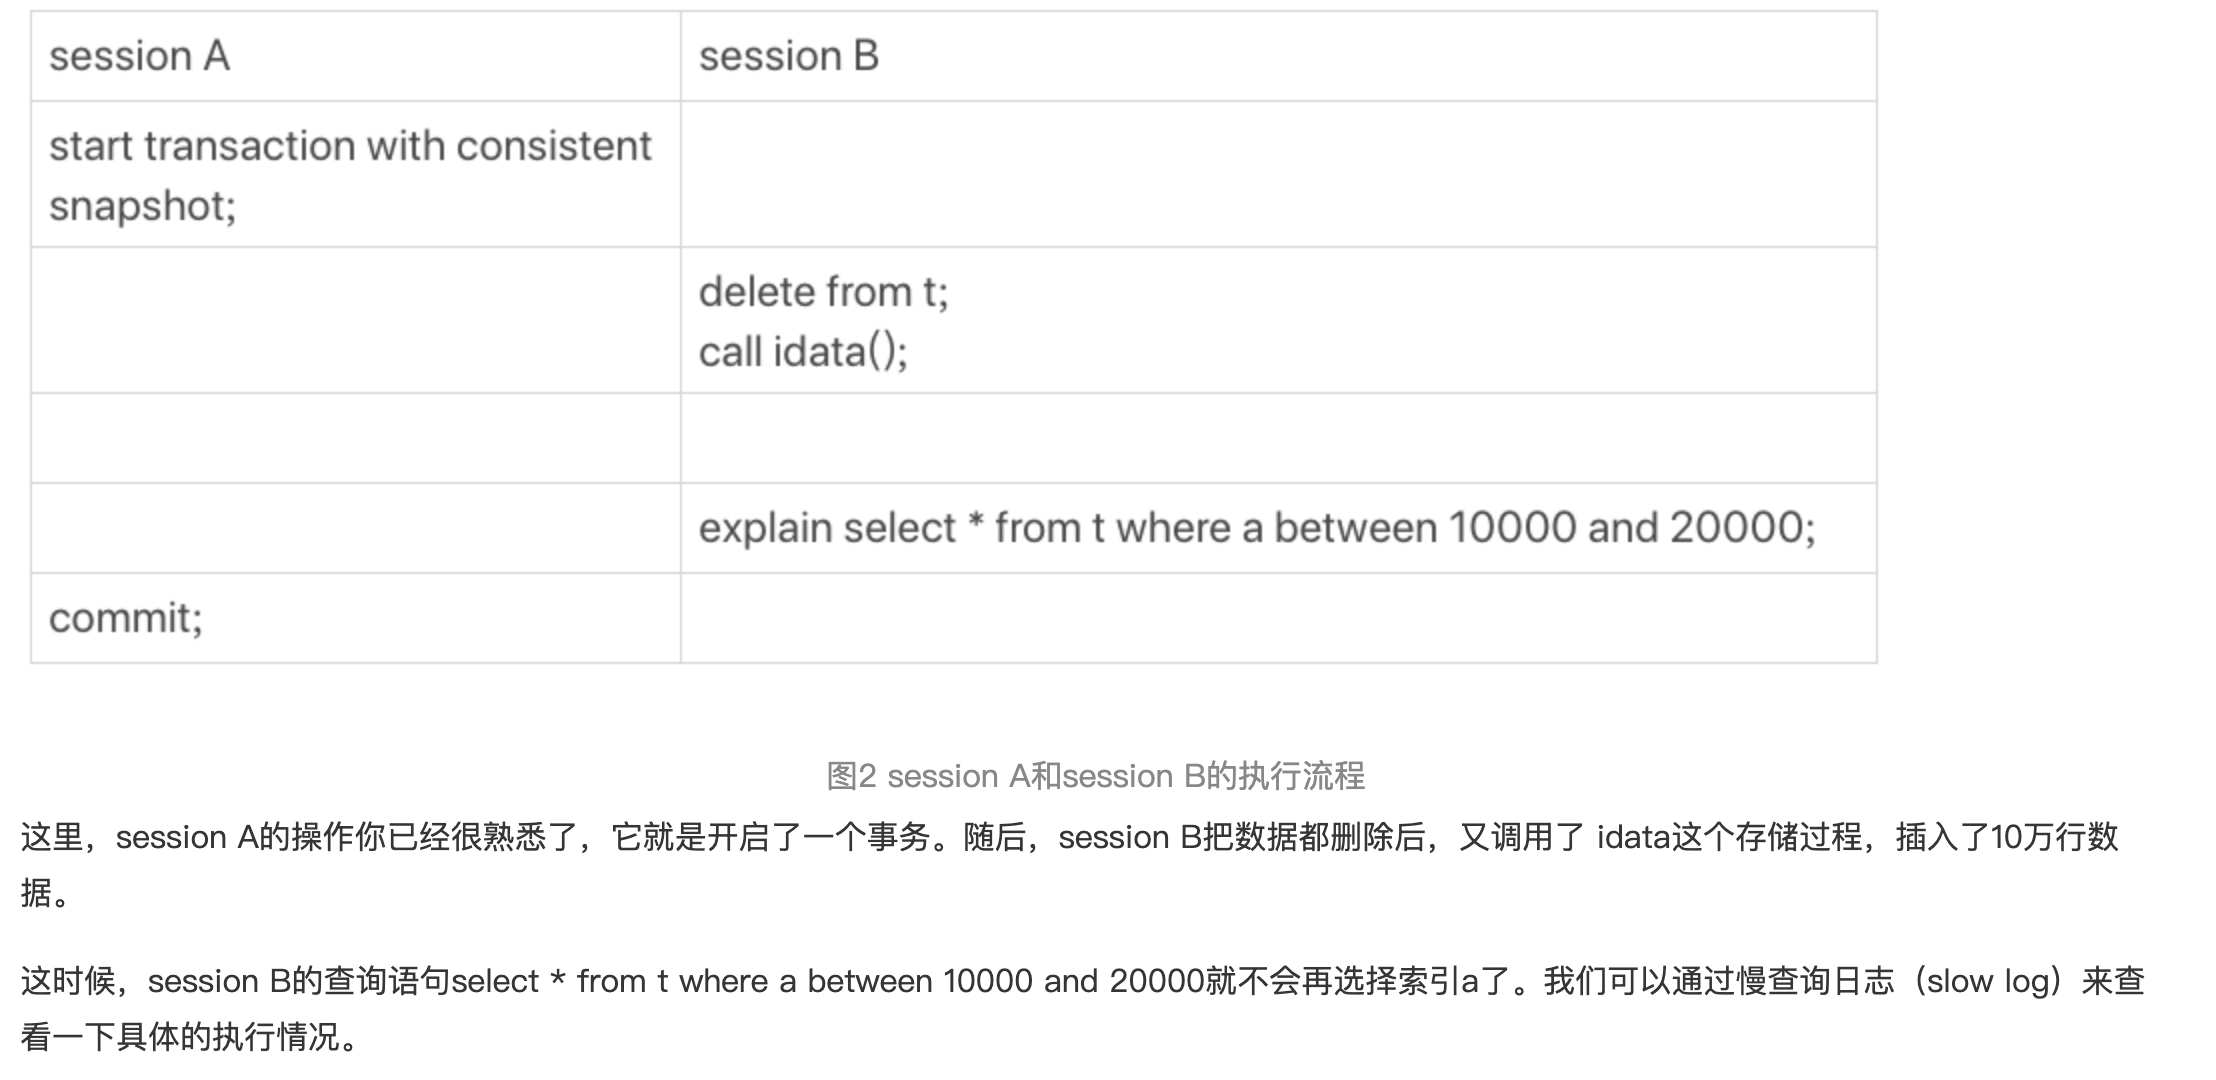 session A
session B
start transaction with consistent
snapshot;
delete from t;
call idata();
explain select * from t where a between 10000 and 20000;
commit;
图2 session A和session B的执行流程
这里，session A的操作你已经很熟悉了，它就是开启了一个事务。随后，session B把数据都删除后，又调用了 idata这个存储过程，插入了10万行数
据。
这时候，session B的查询语句select * from t where a between 10000 and 20000就不会再选择索引a了。我们可以通过慢查询日志（slow log）来查
看一下具体的执行情况。